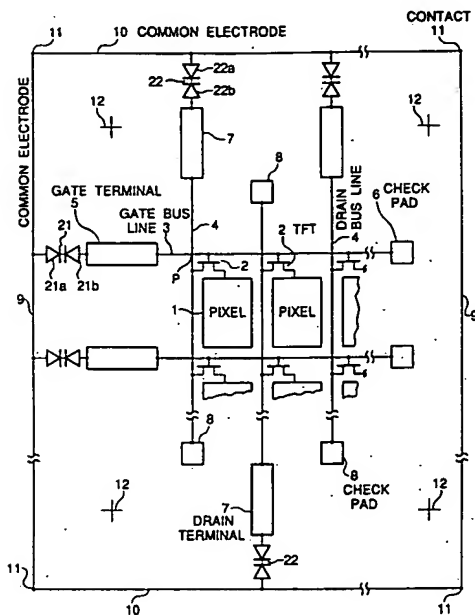 11
10 COMMON ELECTRODE
CONTACT
11
22a
22
22b
12
12
7
COMMON ELECTRODE
8
GATE TERMINAL
5
GATE BUS
LINE 3
4
DRAIN
BUS LINE
4
6
CHECK
PAD
21
2 TFT
P
2
21a
21b
1
PIXEL
PIXEL
9
9
8
8
CHECK
PAD
12
12
7
DRAIN
TERMINAL
22
11
10
11